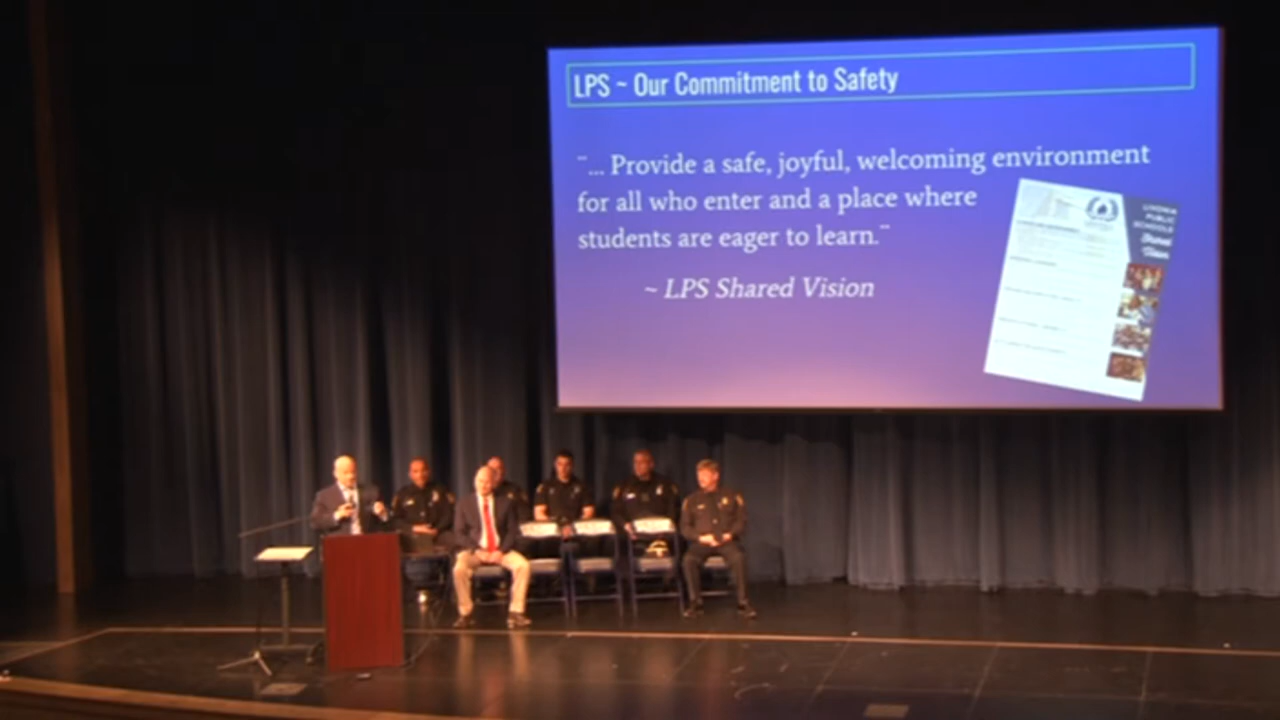 LPS ~ Our Commitment to Safety
¨... Provide a safe, joyful, welcoming environment
for all who enter and a place where
students are eager to learn.¨
~ LPS Shared Vision
LIVONIA
PUBLIC
SCHOOLS
Shared
Vision